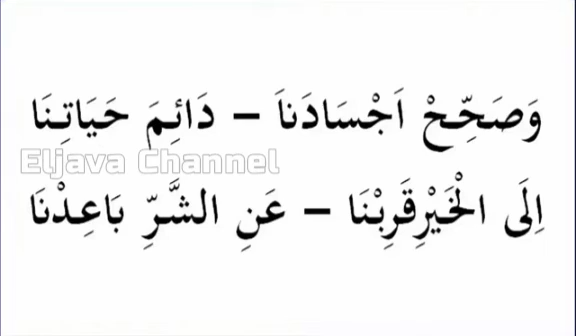 وَصَحِّحْ اَجْسَادَنَا – دَائِمَ حَيَاتِنَا
Eljava Channel
اِلَى الْخَيْرِ قَرِبْنَا – عَنِ الشَّرِّ بَاعِدْنَا